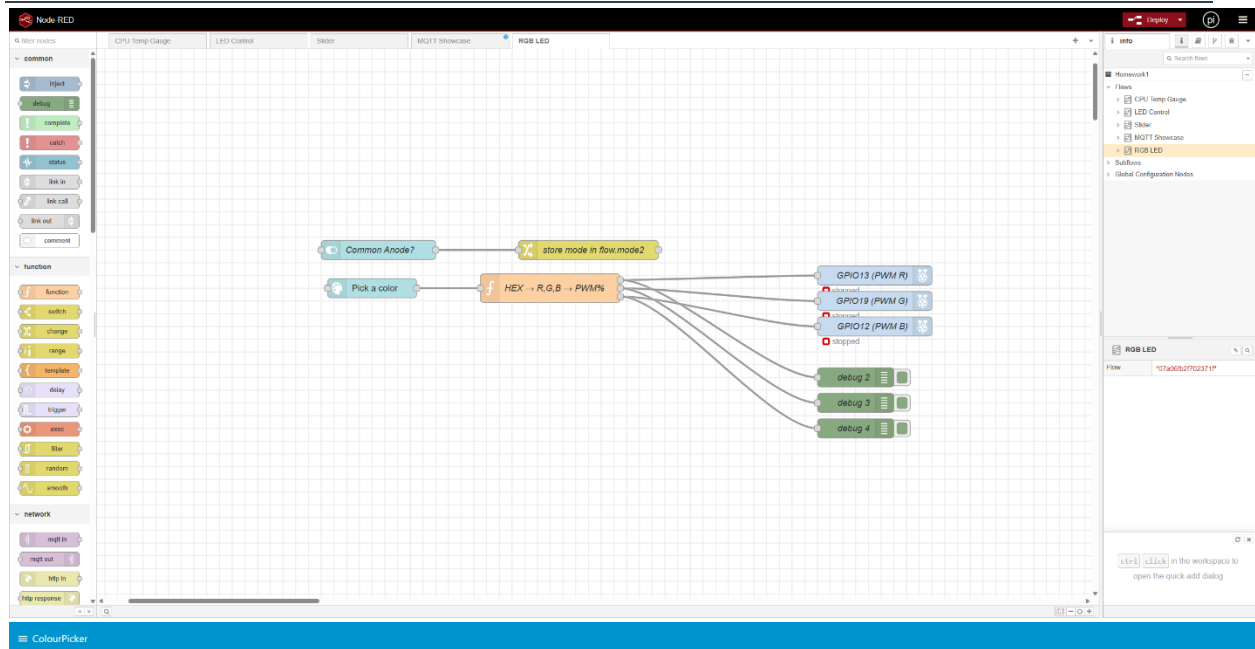 Node-RED
Deploy
pi
filter nodes
CPU Temp Gauge
LED Control
Slider
MQTT Showcase
RGB LED
info
i
Search flows
common
inject
debug
complete
catch
status
link in
link call
link out
comment
function
function
switch
change
range
template
delay
trigger
exec
filter
random
smooth
network
mqtt in
mqtt out
http in
http response
Common Anode?
store mode in flow.mode2
Pick a color
HEX → R,G,B → PWM%
GPIO13 (PWM R)
stopped
GPIO19 (PWM G)
stopped
GPIO12 (PWM B)
stopped
debug 2
debug 3
debug 4
Homework1
Flows
CPU Temp Gauge
LED Control
Slider
MQTT Showcase
RGB LED
Subflows
Global Configuration Nodes
RGB LED
Flow
ctrl click in the workspace to
open the quick add dialog
ColourPicker